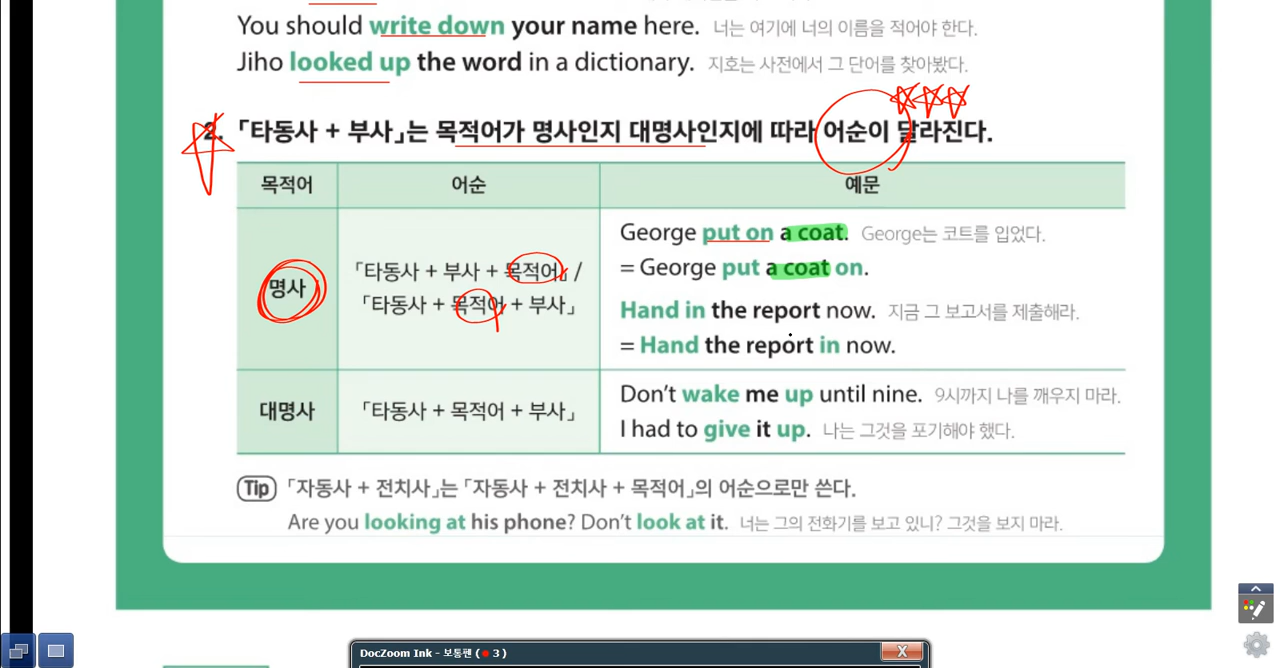 You should write down your name here. 너는 여기에 너의 이름을 적어야 한다.
Jiho looked up the word in a dictionary. 지호는 사전에서 그 단어를 찾아봤다.
2. 「타동사 + 부사」는 목적어가 명사인지 대명사인지에 따라 어순이 달라진다.
목적어 어순 예문
명사
「타동사 + 부사 + 목적어」 /
「타동사 + 목적어 + 부사」
George put on a coat. George는 코트를 입었다.
= George put a coat on.
Hand in the report now. 지금 그 보고서를 제출해라.
= Hand the report in now.
대명사
「타동사 + 목적어 + 부사」
Don't wake me up until nine. 9시까지 나를 깨우지 마라.
I had to give it up. 나는 그것을 포기해야 했다.
Tip 「자동사 + 전치사」는 「자동사 + 전치사 + 목적어」의 어순으로만 쓴다.
Are you looking at his phone? Don't look at it. 너는 그의 전화기를 보고 있니? 그것을 보지 마라.
DocZoom Ink - 보통펜 ( 3 ) X